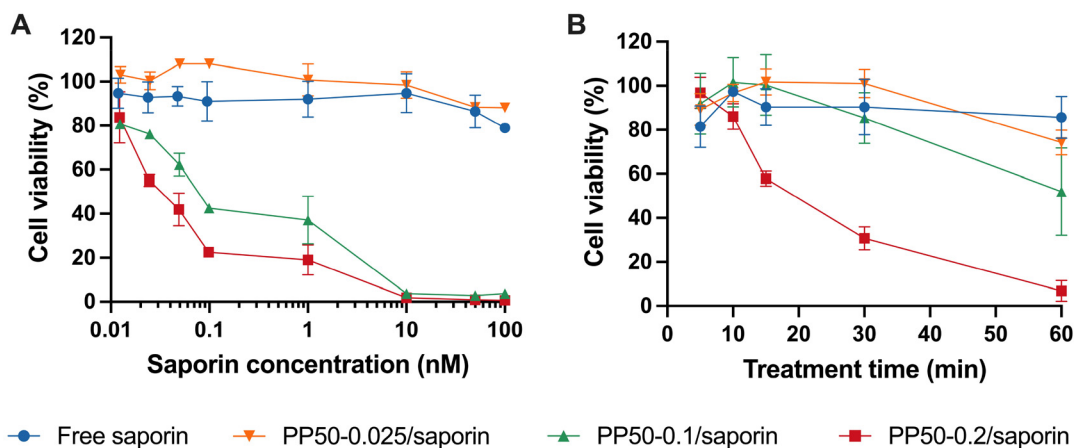 A
B
120
100
80
60
40
20
0
Cell viability (%)
0.01 0.1 1 10 100
Saporin concentration (nM)
120
100
80
60
40
20
0
Cell viability (%)
0 10 20 30 40 50 60
Treatment time (min)
Free saporin PP50-0.025/saporin PP50-0.1/saporin PP50-0.2/saporin